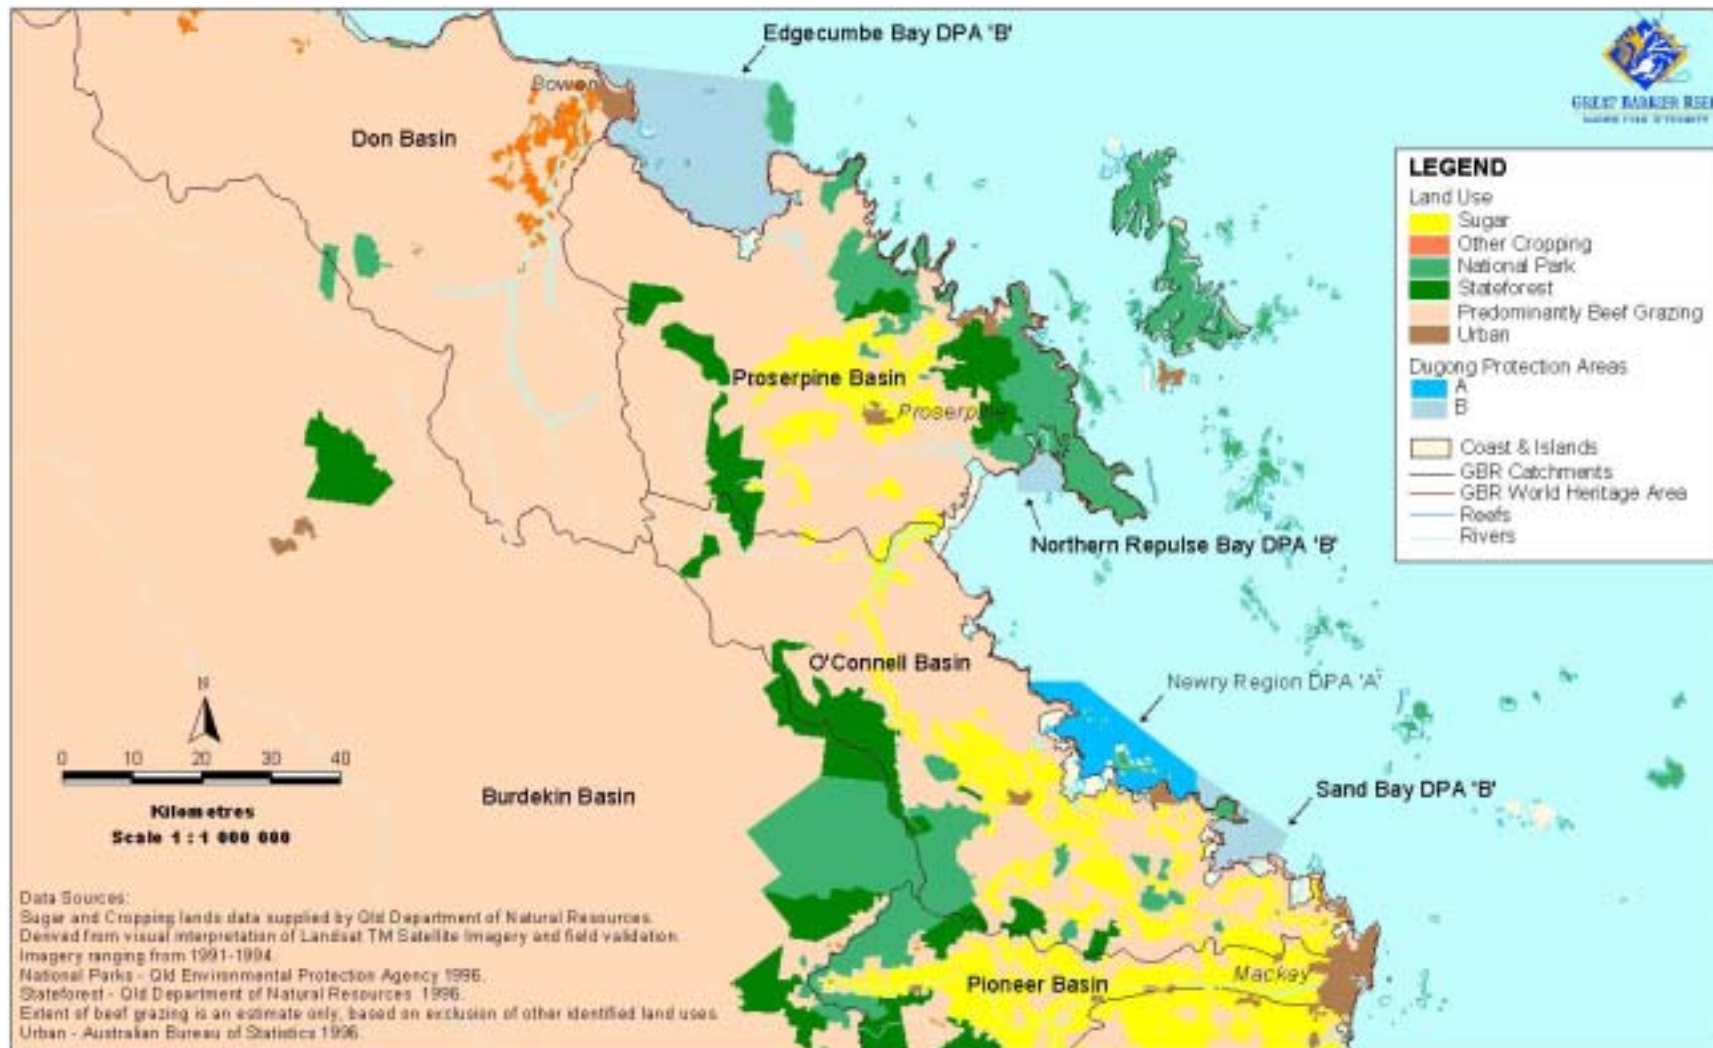 Edgecumbe Bay DPA 'B'
GREAT BARRIER REEF
Bowen
Don Basin
LEGEND
Land Use
Sugar
Other Cropping
National Park
Stateforest
Predominantly Beef Grazing
Urban
Dugong Protection Areas
A
B
Coast & Islands
GBR Catchments
GBR World Heritage Area
Reefs
Rivers
Proserpine Basin
Proserpine
Northern Repulse Bay DPA 'B'
O'Connell Basin
Newry Region DPA 'A'
N
0 10 20 30 40
Kilometres
Scale 1 : 1 000 000
Burdekin Basin
Sand Bay DPA 'B'
Data Sources:
Sugar and Cropping lands data supplied by Qld Department of Natural Resources.
Derived from visual interpretation of Landsat TM Satellite Imagery and field validation.
Imagery ranging from 1991-1994
National Parks - Qld Environmental Protection Agency 1996.
Stateforest - Qld Department of Natural Resources 1996.
Extent of beef grazing is an estimate only, based on exclusion of other identified land uses
Urban - Australian Bureau of Statistics 1996.
Pioneer Basin
Mackay